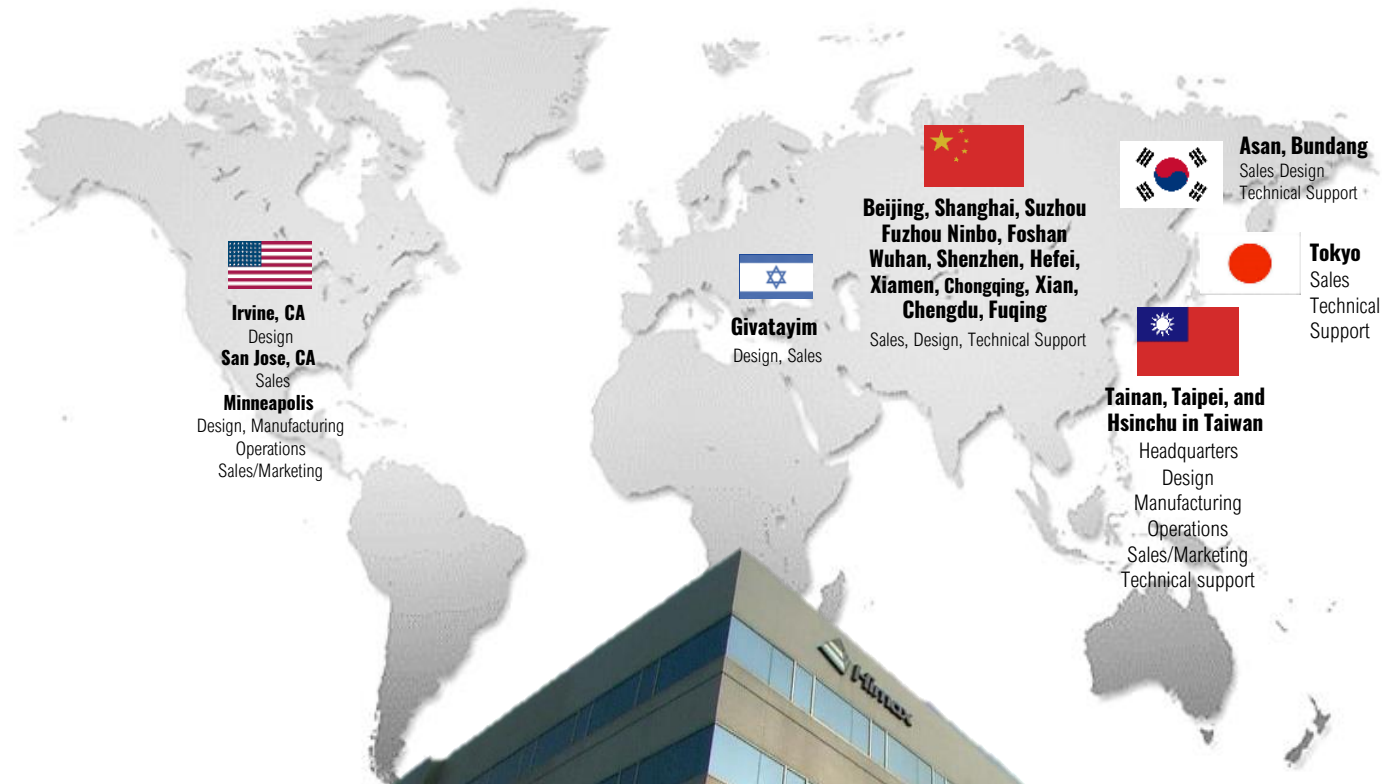 Irvine, CA
Design
San Jose, CA
Sales
Minneapolis
Design, Manufacturing
Operations
Sales/Marketing
Givatayim
Design, Sales
Beijing, Shanghai, Suzhou
Fuzhou Ninbo, Foshan
Wuhan, Shenzhen, Hefei,
Xiamen, Chongqing, Xian,
Chengdu, Fuqing
Sales, Design, Technical Support
Asan, Bundang
Sales Design
Technical Support
Tokyo
Sales
Technical
Support
Tainan, Taipei, and
Hsinchu in Taiwan
Headquarters
Design
Manufacturing
Operations
Sales/Marketing
Technical support
Himax